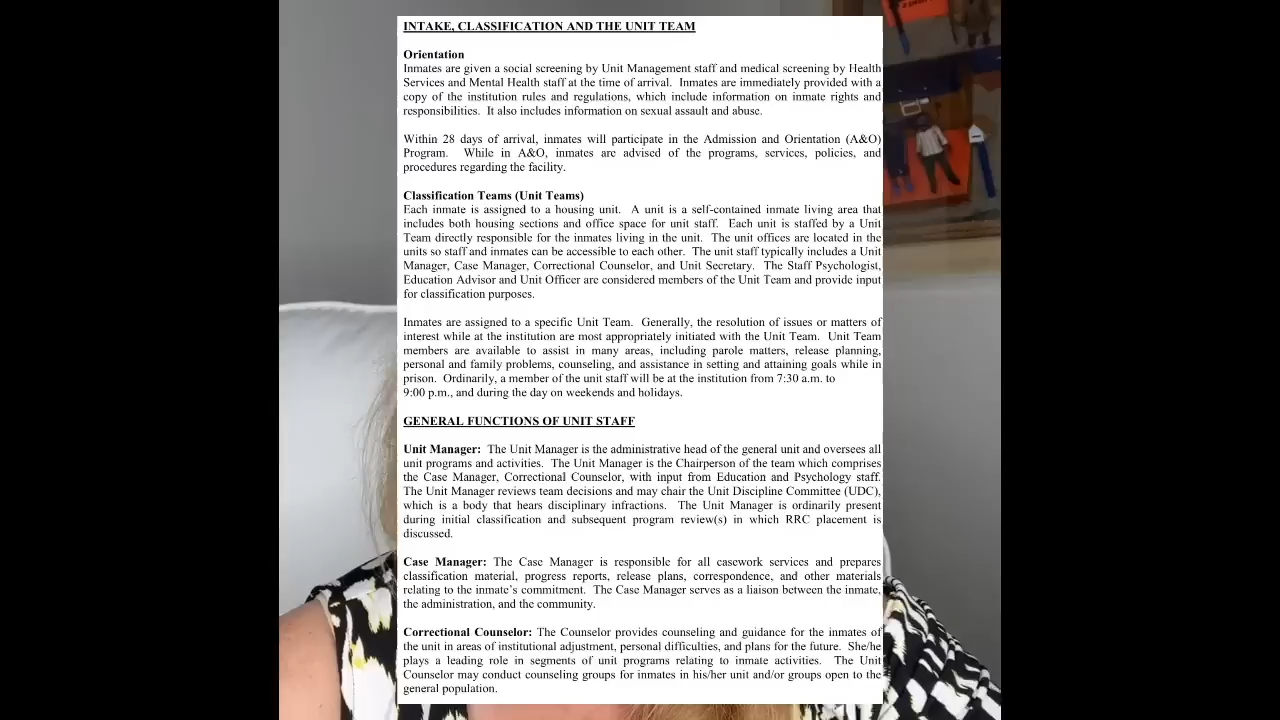 INTAKE, CLASSIFICATION AND THE UNIT TEAM
Orientation
Inmates are given a social screening by Unit Management staff and medical screening by Health
Services and Mental Health staff at the time of arrival. Inmates are immediately provided with a
copy of the institution rules and regulations, which include information on inmate rights and
responsibilities. It also includes information on sexual assault and abuse.
Within 28 days of arrival, inmates will participate in the Admission and Orientation (A&O)
Program. While in A&O, inmates are advised of the programs, services, policies, and
procedures regarding the facility.
Classification Teams (Unit Teams)
Each inmate is assigned to a housing unit. A unit is a self-contained inmate living area that
includes both housing sections and office space for unit staff. Each unit is staffed by a Unit
Team directly responsible for the inmates living in the unit. The unit offices are located in the
units so staff and inmates can be accessible to each other. The unit staff typically includes a Unit
Manager, Case Manager, Correctional Counselor, and Unit Secretary. The Staff Psychologist,
Education Advisor and Unit Officer are considered members of the Unit Team and provide input
for classification purposes.
Inmates are assigned to a specific Unit Team. Generally, the resolution of issues or matters of
interest while at the institution are most appropriately initiated with the Unit Team. Unit Team
members are available to assist in many areas, including parole matters, release planning,
personal and family problems, counseling, and assistance in setting and attaining goals while in
prison. Ordinarily, a member of the unit staff will be at the institution from 7:30 a.m. to
9:00 p.m., and during the day on weekends and holidays.
GENERAL FUNCTIONS OF UNIT STAFF
Unit Manager: The Unit Manager is the administrative head of the general unit and oversees all
unit programs and activities. The Unit Manager is the Chairperson of the team which comprises
the Case Manager, Correctional Counselor, with input from Education and Psychology staff.
The Unit Manager reviews team decisions and may chair the Unit Discipline Committee (UDC),
which is a body that hears disciplinary infractions. The Unit Manager is ordinarily present
during initial classification and subsequent program review(s) in which RRC placement is
discussed.
Case Manager: The Case Manager is responsible for all casework services and prepares
classification material, progress reports, release plans, correspondence, and other materials
relating to the inmate's commitment. The Case Manager serves as a liaison between the inmate,
the administration, and the community.
Correctional Counselor: The Counselor provides counseling and guidance for the inmates of
the unit in areas of institutional adjustment, personal difficulties, and plans for the future. She/he
plays a leading role in segments of unit programs relating to inmate activities. The Unit
Counselor may conduct counseling groups for inmates in his/her unit and/or groups open to the
general population.